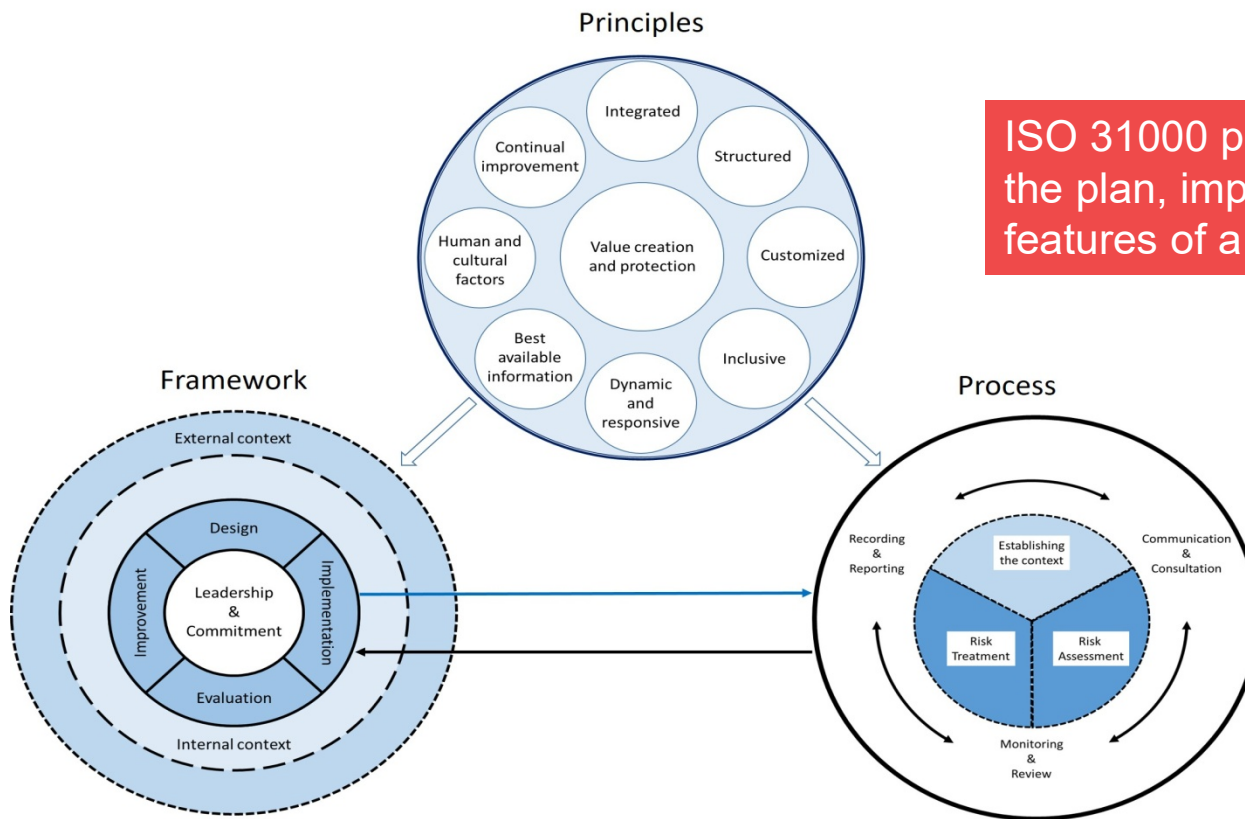 Principles
Integrated
Structured
Customized
Inclusive
Dynamic
and
responsive
Best
available
information
Human and
cultural
factors
Continual
improvement
Value creation
and protection
ISO 31000 p
the plan, imp
features of a
Framework
External context
Design
Implementation
Evaluation
Improvement
Leadership
&
Commitment
Internal context
Process
Recording
&
Reporting
Establishing
the context
Communication
&
Consultation
Risk
Treatment
Risk
Assessment
Monitoring
&
Review